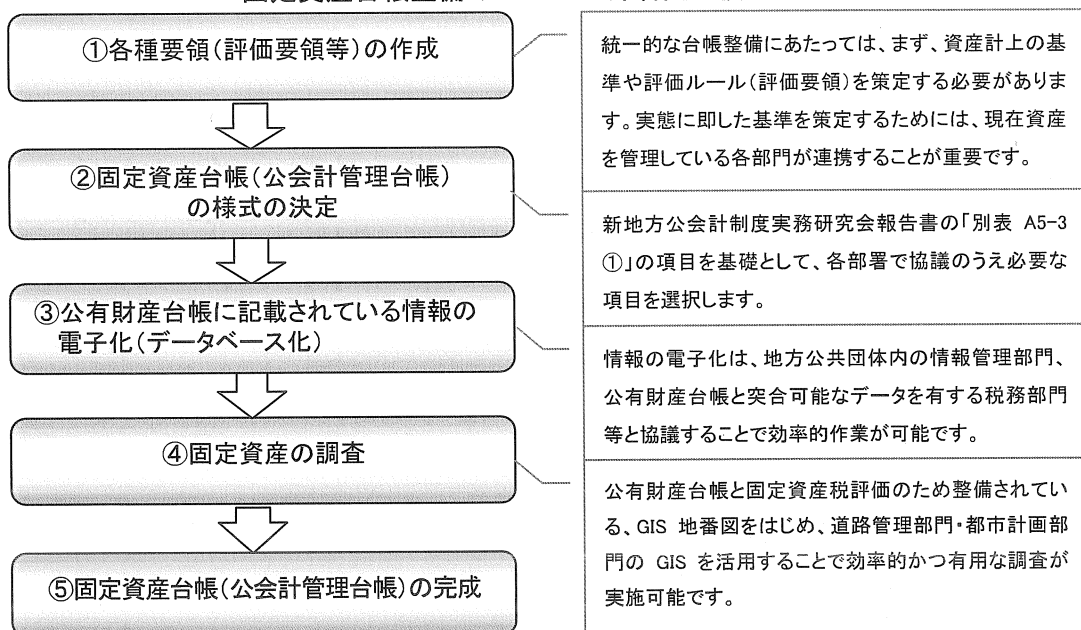 固定資産台帳整備
①各種要領(評価要領等)の作成
統一的な台帳整備にあたっては、まず、資産計上の基
準や評価ルール(評価要領)を策定する必要がありま
す。実態に即した基準を策定するためには、現在資産
を管理している各部門が連携することが重要です。
②固定資産台帳(公会計管理台帳)
の様式の決定
新地方公会計制度実務研究会報告書の「別表 A5-3
①」の項目を基礎として、各部署で協議のうえ必要な
項目を選択します。
③公有財産台帳に記載されている情報の
電子化(データベース化)
情報の電子化は、地方公共団体内の情報管理部門、
公有財産台帳と突合可能なデータを有する税務部門
等と協議することで効率的作業が可能です。
④固定資産の調査
公有財産台帳と固定資産税評価のため整備されてい
る、GIS 地番図をはじめ、道路管理部門・都市計画部
門の GIS を活用することで効率的かつ有用な調査が
実施可能です。
⑤固定資産台帳(公会計管理台帳)の完成